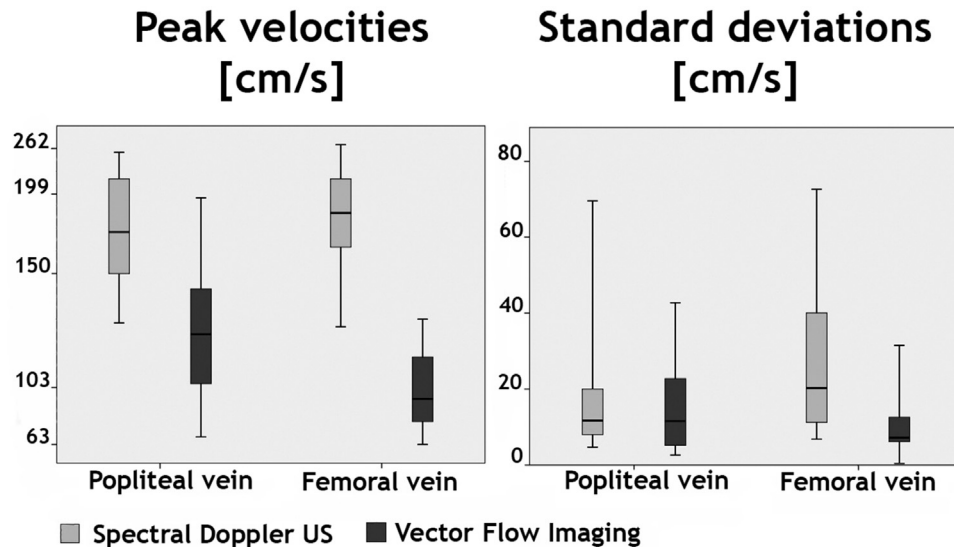 Peak velocities
[cm/s]
Standard deviations
[cm/s]
262
199
150
103
63
80
60
40
20
0
Popliteal vein
Femoral vein
Popliteal vein
Femoral vein
Spectral Doppler US
Vector Flow Imaging